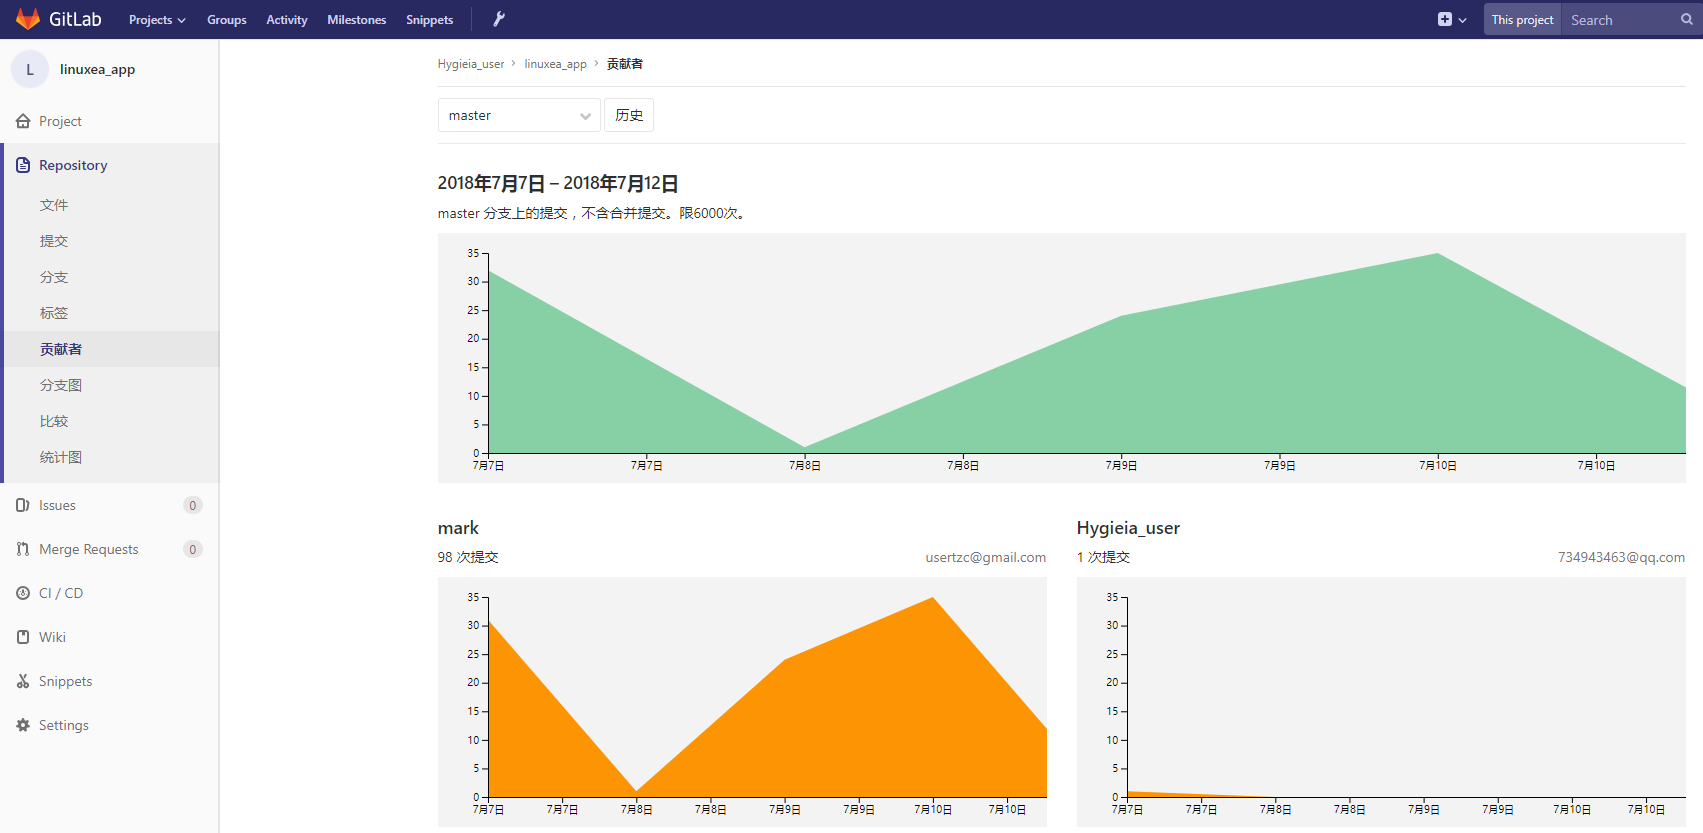 GitLab Projects Groups Activity Milestones Snippets This project Search
L linuxea_app
Project
Repository
文件
提交
分支
标签
贡献者
分支图
比较
统计图
Issues 0
Merge Requests 0
CI / CD
Wiki
Snippets
Settings
Hygieia_user › linuxea_app › 贡献者
master 历史
2018年7月7日 – 2018年7月12日
master 分支上的提交，不含合并提交。限6000次。
35
30
25
20
15
10
5
0
7月7日 7月7日 7月8日 7月8日 7月9日 7月9日 7月10日 7月10日
mark
98 次提交 usertzc@gmail.com
35
30
25
20
15
10
5
0
7月7日 7月7日 7月8日 7月8日 7月9日 7月9日 7月10日 7月10日
Hygieia_user
1 次提交 734943463@qq.com
35
30
25
20
15
10
5
0
7月7日 7月7日 7月8日 7月8日 7月9日 7月9日 7月10日 7月10日